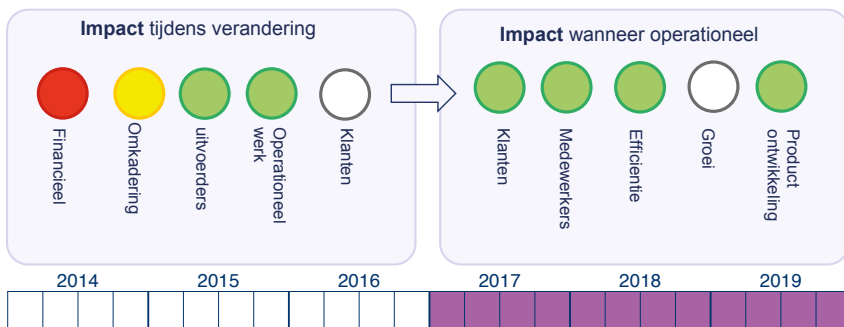 Impact tijdens verandering
Financieel
Omkadering
uitvoerders
Operationeel
werk
Klanten
Impact wanneer operationeel
Klanten
Medewerkers
Efficientie
Groei
Product
ontwikkeling
2014
2015
2016
2017
2018
2019